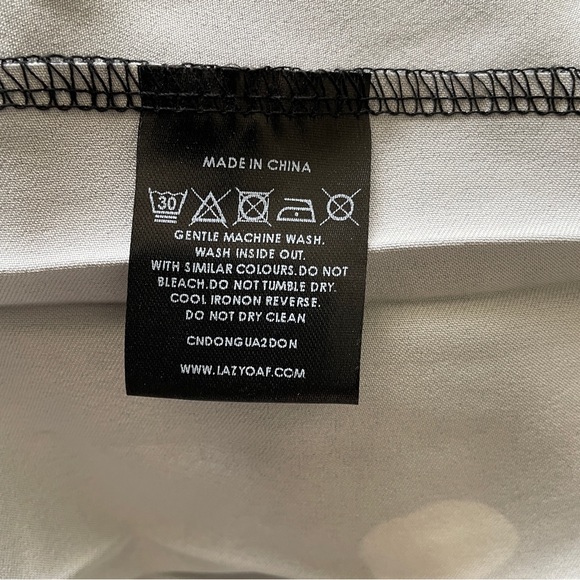 MADE IN CHINA
30
GENTLE MACHINE WASH.
WASH INSIDE OUT.
WITH SIMILAR COLOURS.DO NOT
BLEACH.DO NOT TUMBLE DRY.
COOL IRONON REVERSE.
DO NOT DRY CLEAN
CNDONGUA2DON
WWW.LAZYOAF.COM